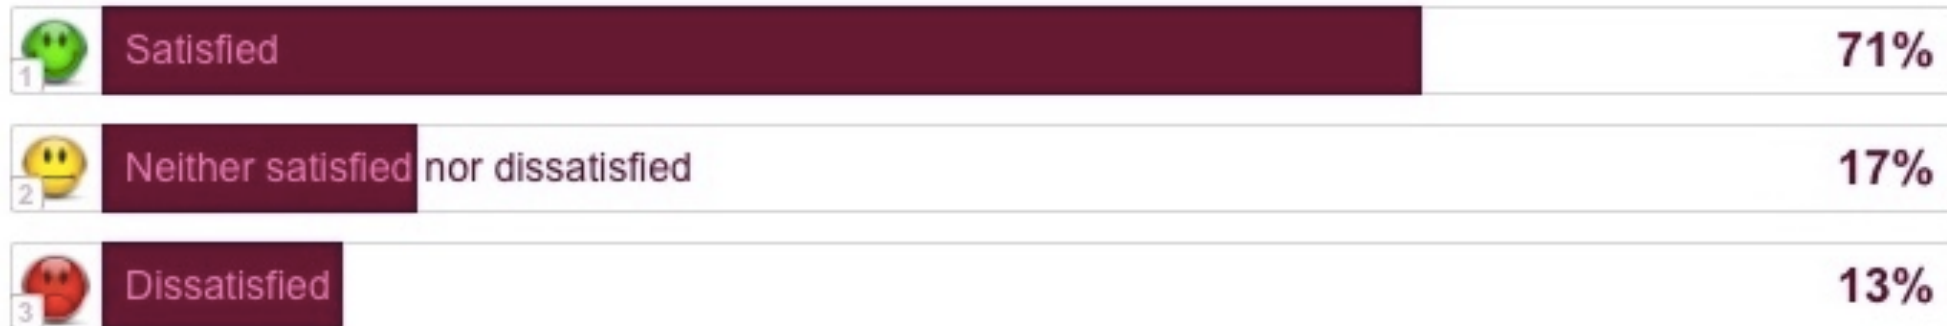 1 Satisfied 71%
2 Neither satisfied nor dissatisfied 17%
3 Dissatisfied 13%